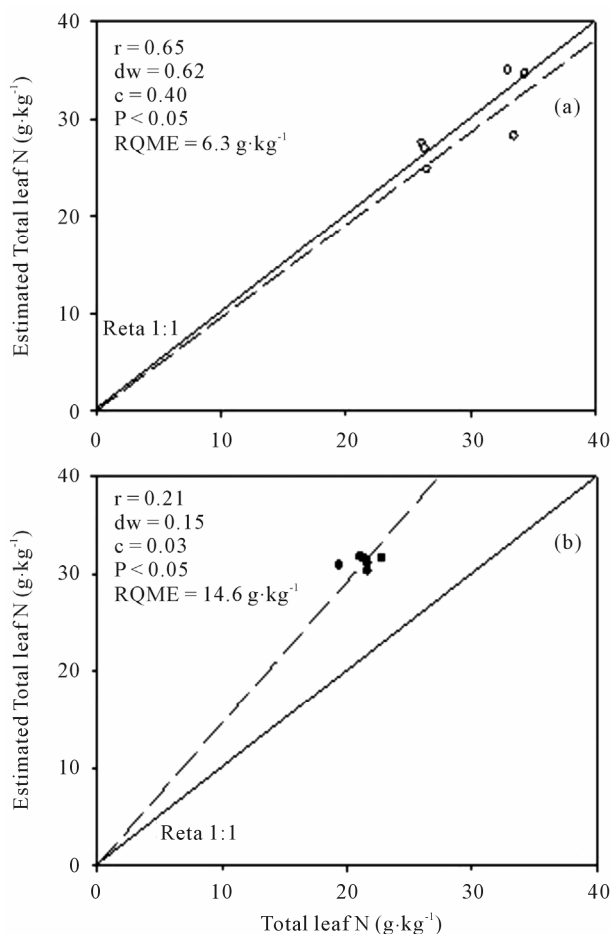 40
r = 0.65
dw = 0.62
c = 0.40
P < 0.05
RQME = 6.3 g·kg⁻¹
(a)
30
20
10
0
Estimated Total leaf N (g·kg⁻¹)
Reta 1:1
0 10 20 30 40
40
r = 0.21
dw = 0.15
c = 0.03
P < 0.05
RQME = 14.6 g·kg⁻¹
(b)
30
20
10
0
Estimated Total leaf N (g·kg⁻¹)
Reta 1:1
0 10 20 30 40
Total leaf N (g·kg⁻¹)